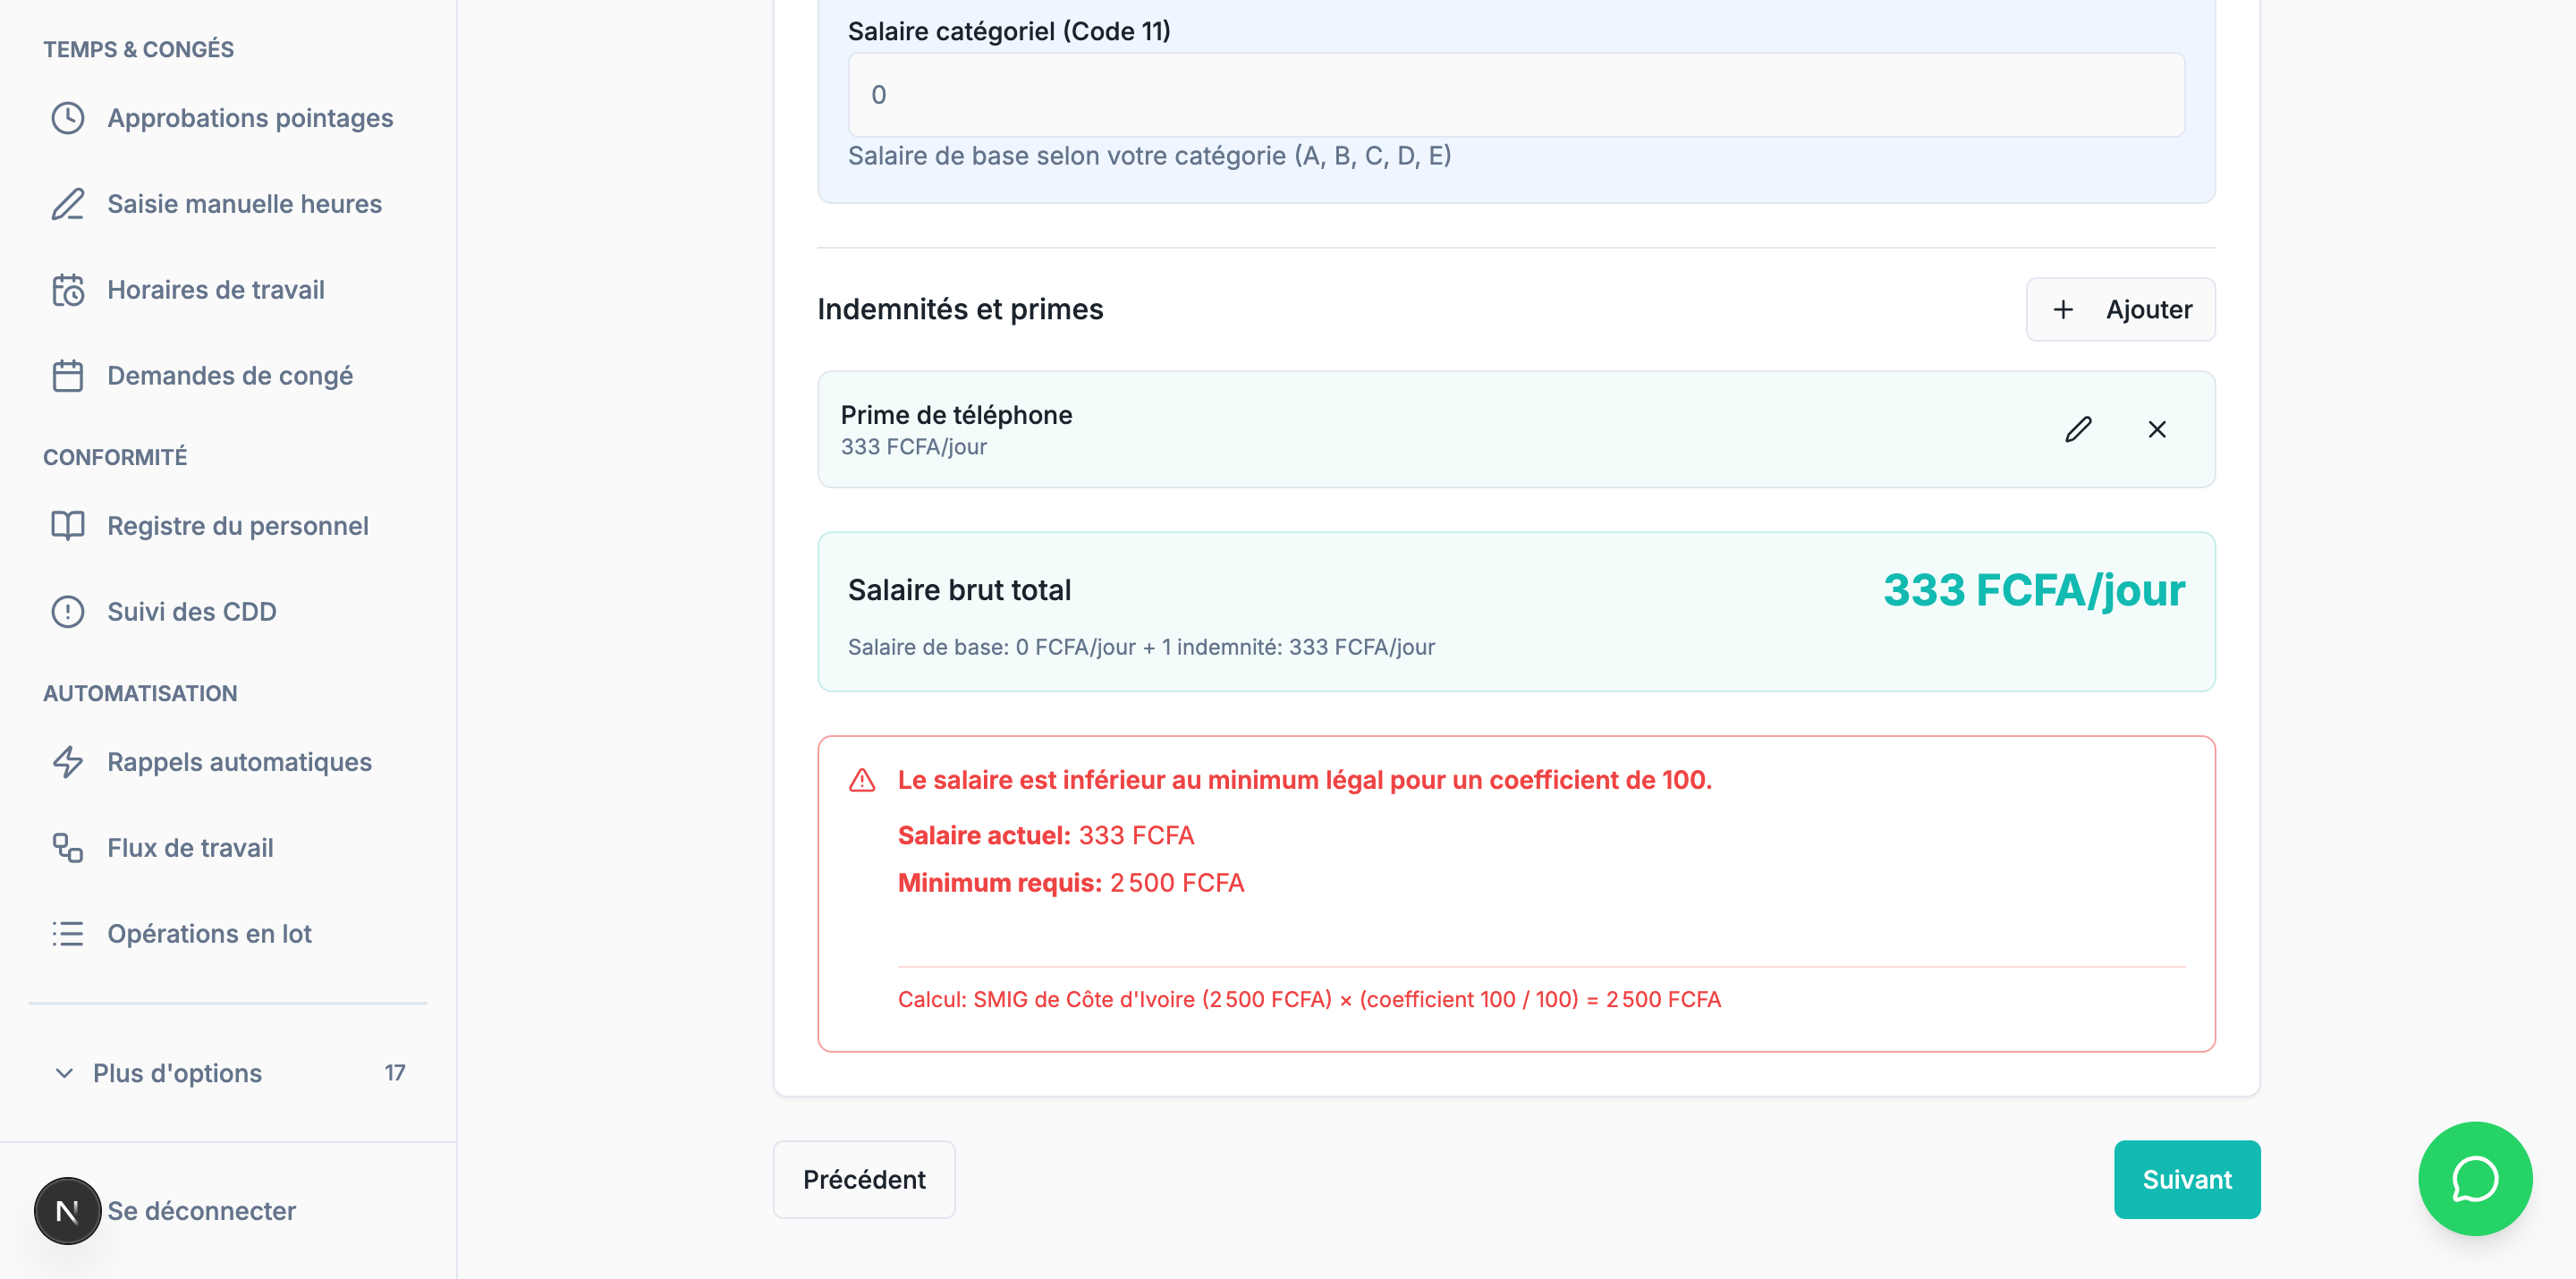 TEMPS & CONGÉS
Approbations pointages
Saisie manuelle heures
Horaires de travail
Demandes de congé
CONFORMITÉ
Registre du personnel
Suivi des CDD
AUTOMATISATION
Rappels automatiques
Flux de travail
Opérations en lot
Plus d'options 17
N Se déconnecter
Salaire catégoriel (Code 11)
0
Salaire de base selon votre catégorie (A, B, C, D, E)
Indemnités et primes
+ Ajouter
Prime de téléphone
333 FCFA/jour
Salaire brut total 333 FCFA/jour
Salaire de base: 0 FCFA/jour + 1 indemnité: 333 FCFA/jour
Le salaire est inférieur au minimum légal pour un coefficient de 100.
Salaire actuel: 333 FCFA
Minimum requis: 2 500 FCFA
Calcul: SMIG de Côte d'Ivoire (2 500 FCFA) × (coefficient 100 / 100) = 2 500 FCFA
Précédent
Suivant